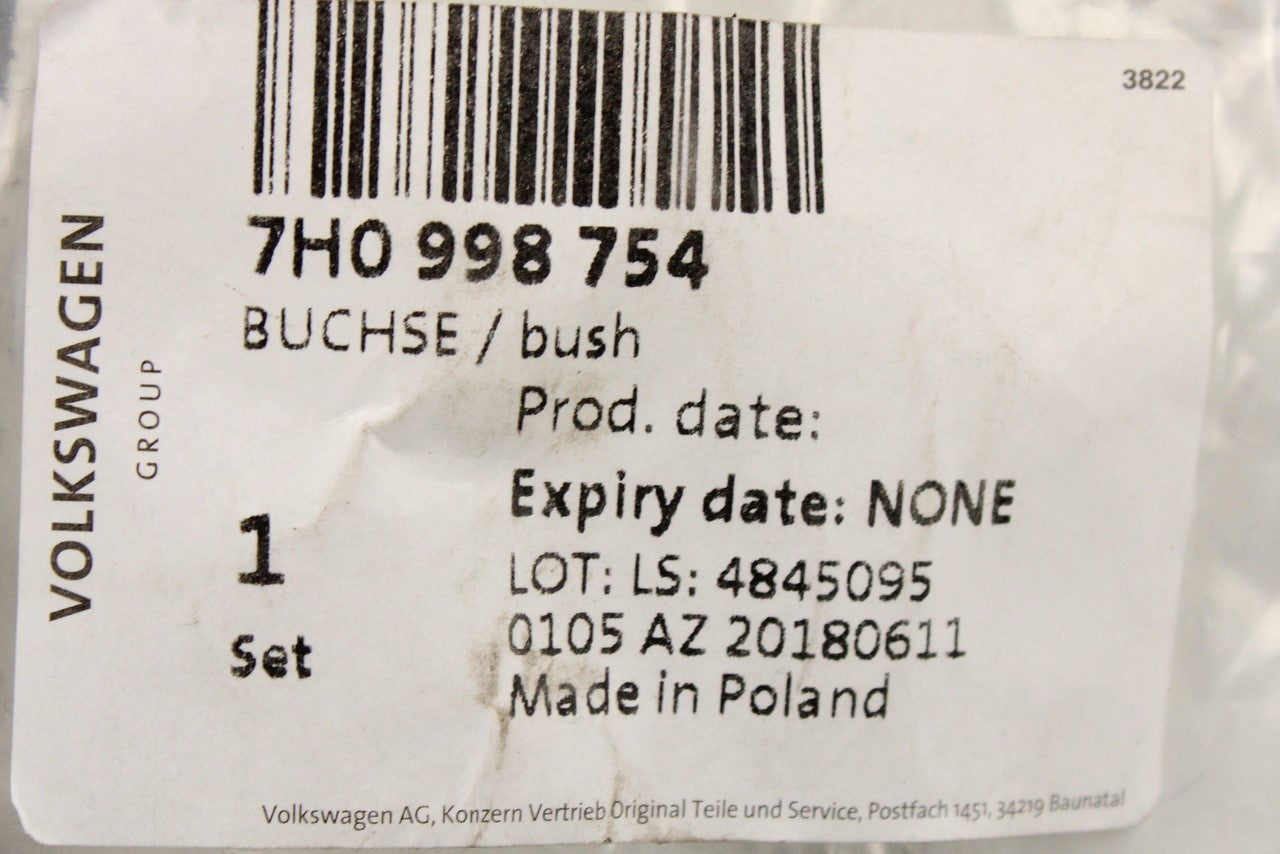 3822
VOLKSWAGEN
GROUP
7H0 998 754
BUCHSE / bush
Prod. date:
Expiry date: NONE
1
Set
LOT: LS: 4845095
0105 AZ 20180611
Made in Poland
Volkswagen AG, Konzern Vertrieb Original Teile und Service, Postfach 1451, 34219 Baunatal